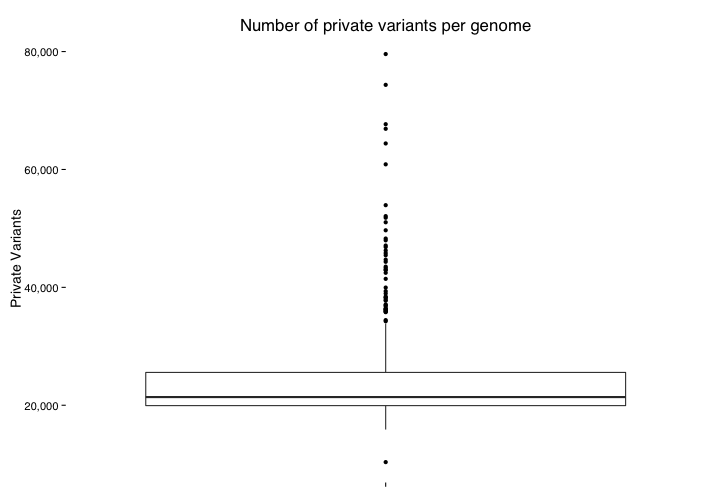 Number of private variants per genome
80,000
60,000
Private Variants
40,000
20,000